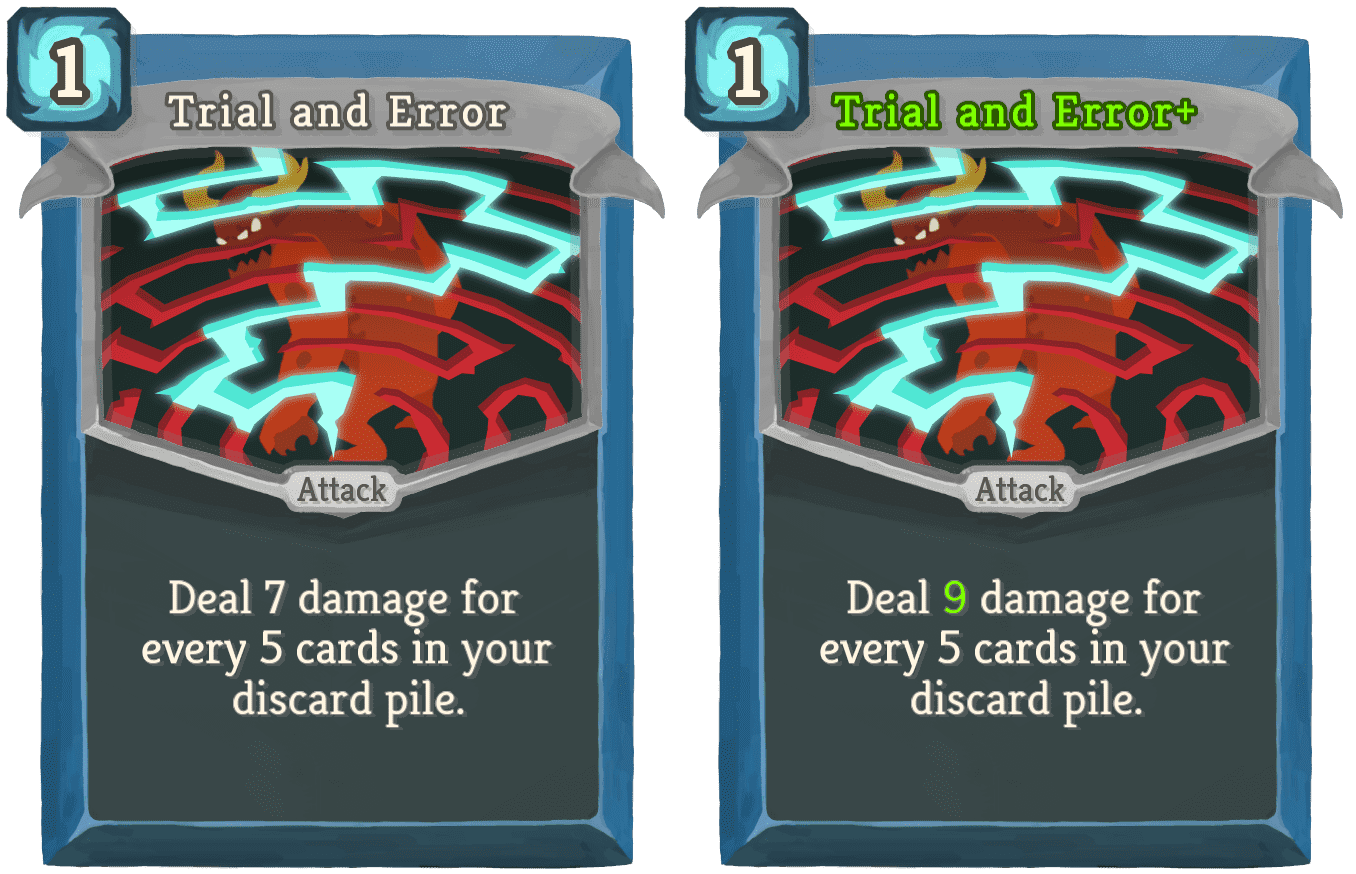 1
Trial and Error
Attack
Deal 7 damage for
every 5 cards in your
discard pile.
1
Trial and Error+
Attack
Deal 9 damage for
every 5 cards in your
discard pile.